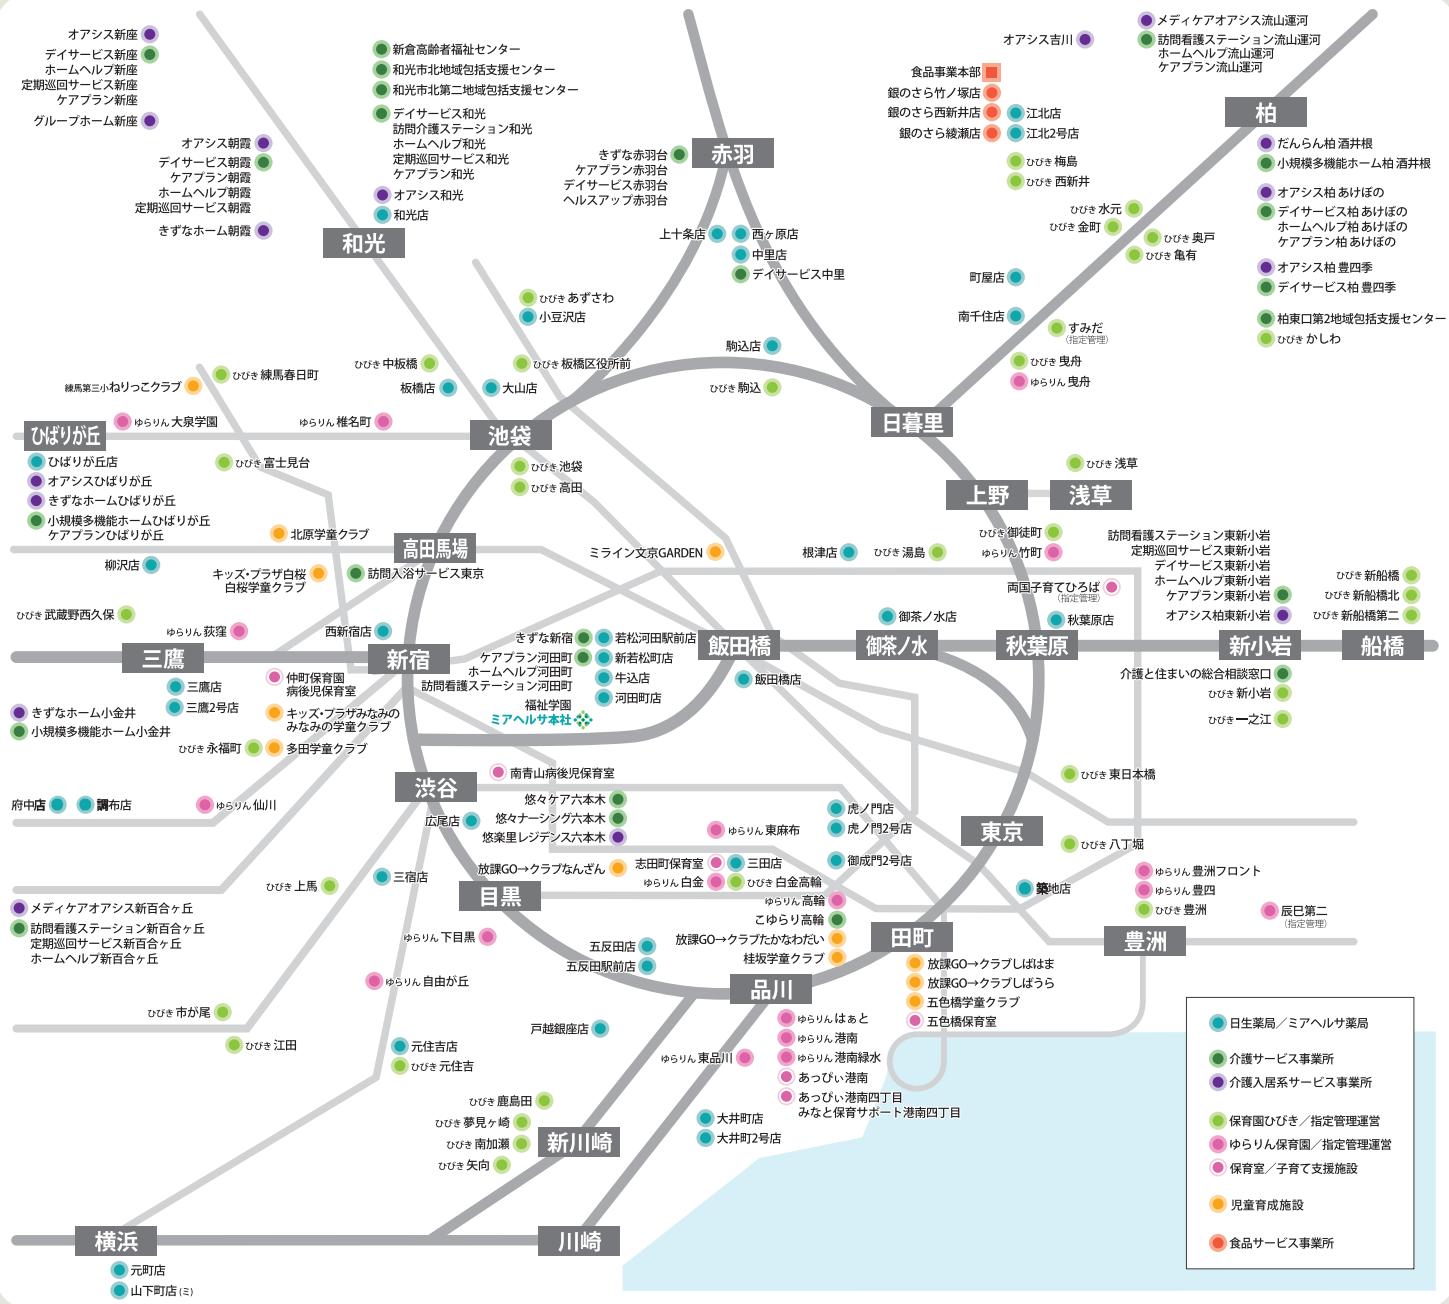 オアシス新座
デイサービス新座
ホームヘルプ新座
定期巡回サービス新座
ケアプラン新座
グループホーム新座
オアシス朝霞
デイサービス朝霞
ケアプラン朝霞
ホームヘルプ朝霞
定期巡回サービス朝霞
きずなホーム朝霞
新倉高齢者福祉センター
和光市北地域包括支援センター
和光市北第二地域包括支援センター
デイサービス和光
訪問介護ステーション和光
ホームヘルプ和光
定期巡回サービス和光
ケアプラン和光
オアシス和光
和光店
和光
きずな赤羽台
ケアプラン赤羽台
デイサービス赤羽台
ヘルスアップ赤羽台
赤羽
上十条店
西ヶ原店
中里店
デイサービス中里
オアシス吉川
食品事業本部
銀のさら竹ノ塚店
銀のさら西新井店
銀のさら綾瀬店
江北店
江北2号店
ひびき 梅島
ひびき 西新井
メディケアオアシス流山運河
訪問看護ステーション流山運河
ホームヘルプ流山運河
ケアプラン流山運河
柏
だんらん柏 酒井根
小規模多機能ホーム柏 酒井根
オアシス柏 あけぼの
デイサービス柏 あけぼの
ホームヘルプ柏 あけぼの
ケアプラン柏 あけぼの
オアシス柏 豊四季
デイサービス柏 豊四季
柏東口第2地域包括支援センター
ひびき かしわ
ひびき 水元
ひびき 金町
ひびき 奥戸
ひびき 亀有
町屋店
南千住店
すみだ
(指定管理)
ひびき 曳舟
ゆらりん 曳舟
ひびき あずさわ
小豆沢店
駒込店
ひびき 駒込
ひびき 中板橋
ひびき 板橋区役所前
板橋店
大山店
ひびき 練馬春日町
練馬第三小ねりっこクラブ
ゆらりん 大泉学園
ゆらりん 椎名町
ひばりが丘
池袋
日暮里
ひばりが丘店
オアシスひばりが丘
きずなホームひばりが丘
小規模多機能ホームひばりが丘
ケアプランひばりが丘
ひびき 富士見台
ひびき 池袋
ひびき 高田
ひびき 浅草
上野
浅草
北原学童クラブ
高田馬場
柳沢店
キッズ・プラザ白桜
白桜学童クラブ
訪問入浴サービス東京
ミライン文京GARDEN
根津店
ひびき 湯島
ひびき 御徒町
ゆらりん 竹町
両国子育てひろば
(指定管理)
訪問看護ステーション東新小岩
定期巡回サービス東新小岩
デイサービス東新小岩
ホームヘルプ東新小岩
ケアプラン東新小岩
オアシス柏東新小岩
ひびき 新船橋
ひびき 新船橋北
ひびき 新船橋第二
ひびき 武蔵野西久保
ゆらりん 荻窪
西新宿店
三鷹
新宿
飯田橋
御茶ノ水
秋葉原
新小岩
船橋
きずな新宿
ケアプラン河田町
ホームヘルプ河田町
訪問看護ステーション河田町
福祉学園
ミアヘルサ本社
若松河田駅前店
新若松町店
牛込店
河田町店
御茶ノ水店
秋葉原店
飯田橋店
介護と住まいの総合相談窓口
ひびき 新小岩
ひびき 一之江
三鷹店
三鷹2号店
仲町保育園
病後児保育室
キッズ・プラザみなみの
みなみの学童クラブ
きずなホーム小金井
小規模多機能ホーム小金井
ひびき 永福町
多田学童クラブ
府中店
調布店
ゆらりん 仙川
渋谷
南青山病後児保育室
悠々ケア六本木
悠々ナーシング六本木
悠楽里レジデンス六本木
広尾店
放課GO→クラブなんざん
ゆらりん 東麻布
志田町保育室
三田店
ゆらりん 白金
ひびき 白金高輪
虎ノ門店
虎ノ門2号店
御成門2号店
ゆらりん 高輪
こゆらり高輪
放課GO→クラブたかなわだい
桂坂学童クラブ
ひびき 東日本橋
東京
ひびき 八丁堀
築地店
ゆらりん 豊洲フロント
ゆらりん 豊四
ひびき 豊洲
辰巳第二
(指定管理)
豊洲
ひびき 上馬
三宿店
目黒
メディケアオアシス新百合ヶ丘
訪問看護ステーション新百合ヶ丘
定期巡回サービス新百合ヶ丘
ホームヘルプ新百合ヶ丘
ゆらりん 下目黒
五反田店
五反田駅前店
田町
放課GO→クラブしばはま
放課GO→クラブしばうら
五色橋学童クラブ
五色橋保育室
ゆらりん 自由が丘
品川
ひびき 市が尾
ひびき 江田
元住吉店
ひびき 元住吉
戸越銀座店
ゆらりん 東品川
ゆらりん はぁと
ゆらりん 港南
ゆらりん 港南緑水
あっぴぃ港南
あっぴぃ港南四丁目
みなと保育サポート港南四丁目
大井町店
大井町2号店
ひびき 鹿島田
ひびき 夢見ヶ崎
ひびき 南加瀬
ひびき 矢向
新川崎
横浜
川崎
元町店
山下町店(ミ)
日生薬局／ミアヘルサ薬局
介護サービス事業所
介護入居系サービス事業所
保育園ひびき／指定管理運営
ゆらりん保育園／指定管理運営
保育室／子育て支援施設
児童育成施設
食品サービス事業所